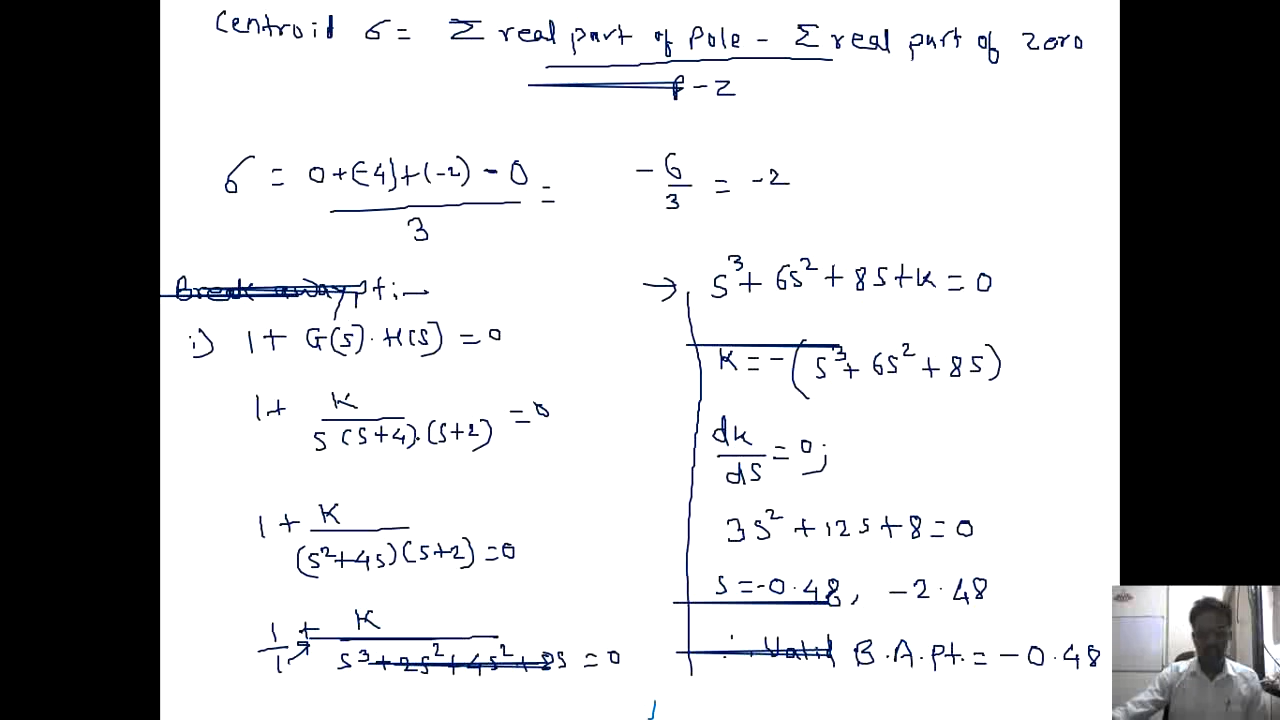 Centroid σ = Σ real part of Pole - Σ real part of zero
P - Z
σ = 0+(-4)+(-2) - 0 = -6 = -2
3 3
Break away pt:-
i) 1 + G(s) · H(s) = 0
1 + K = 0
s (s+4).(s+2)
1 + K
(s²+4s)(s+2) = 0
1 + K
1 s³+2s²+4s²+8s = 0
→ s³ + 6s² + 8s + K = 0
K = -(s³ + 6s² + 8s)
dK = 0;
ds
3s² + 12s + 8 = 0
s = -0.48, -2.48
∴ Valid B.A.pt. = -0.48